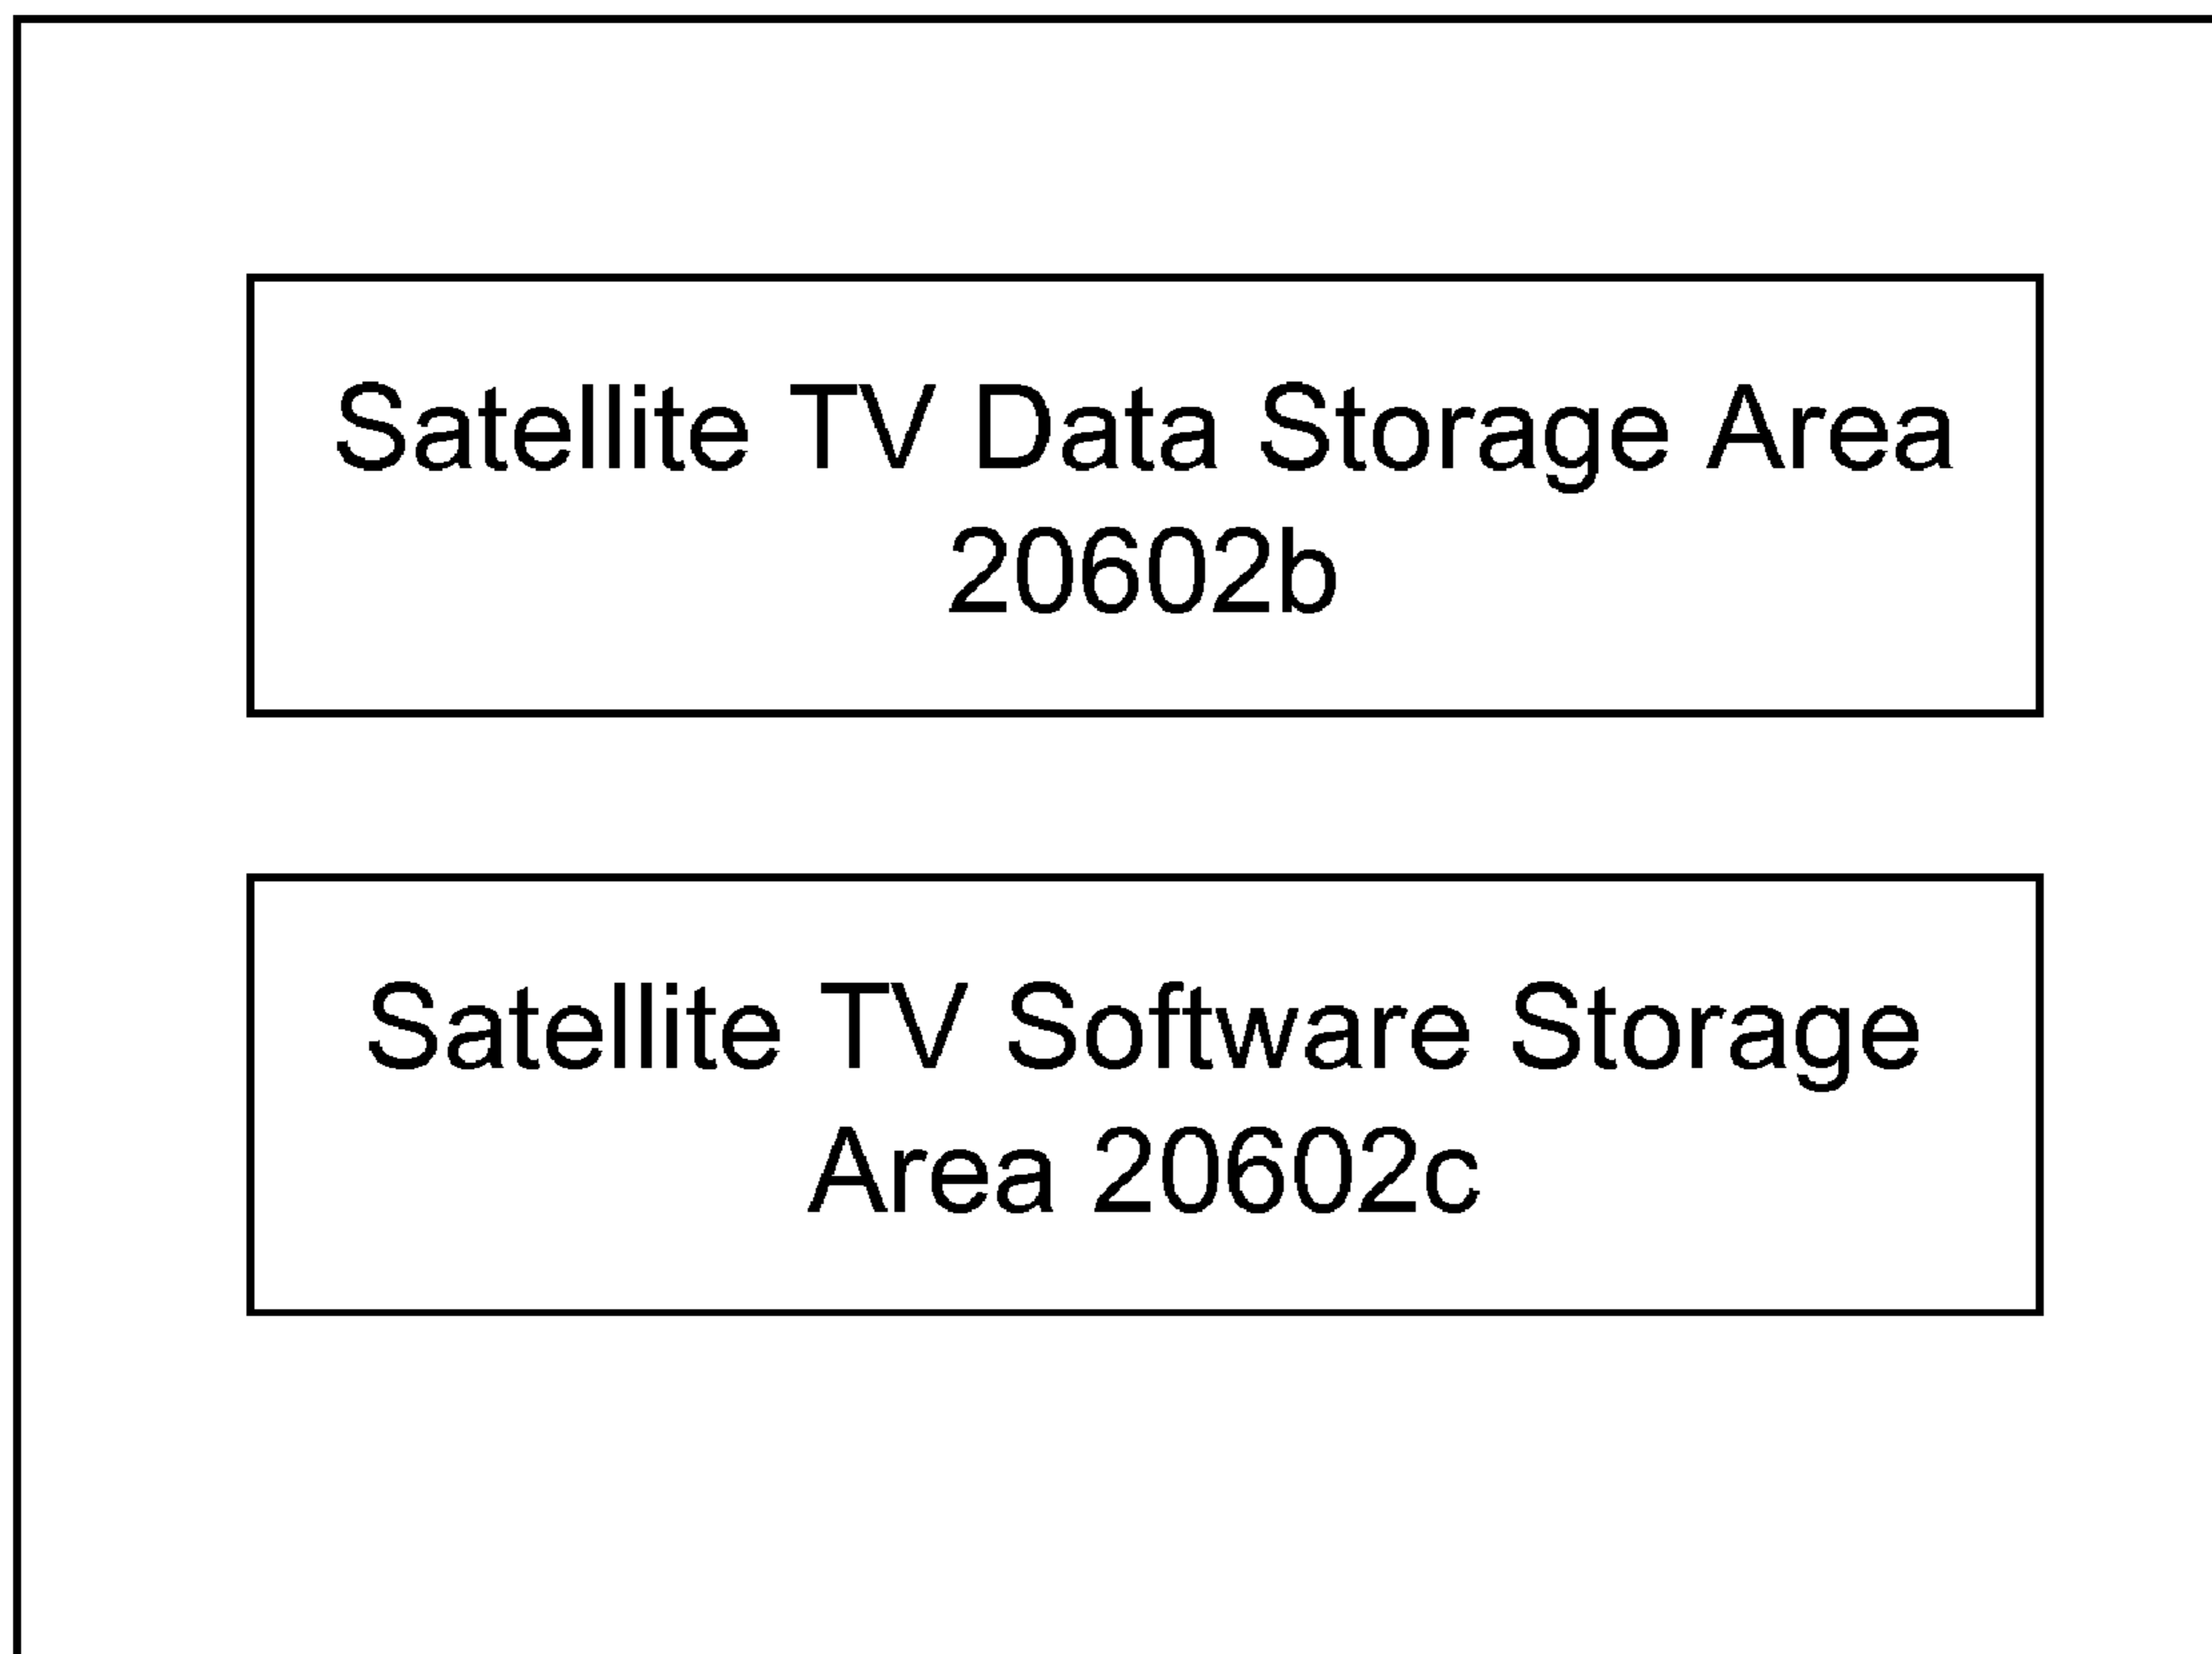 Satellite TV Data Storage Area
20602b
Satellite TV Software Storage
Area 20602c